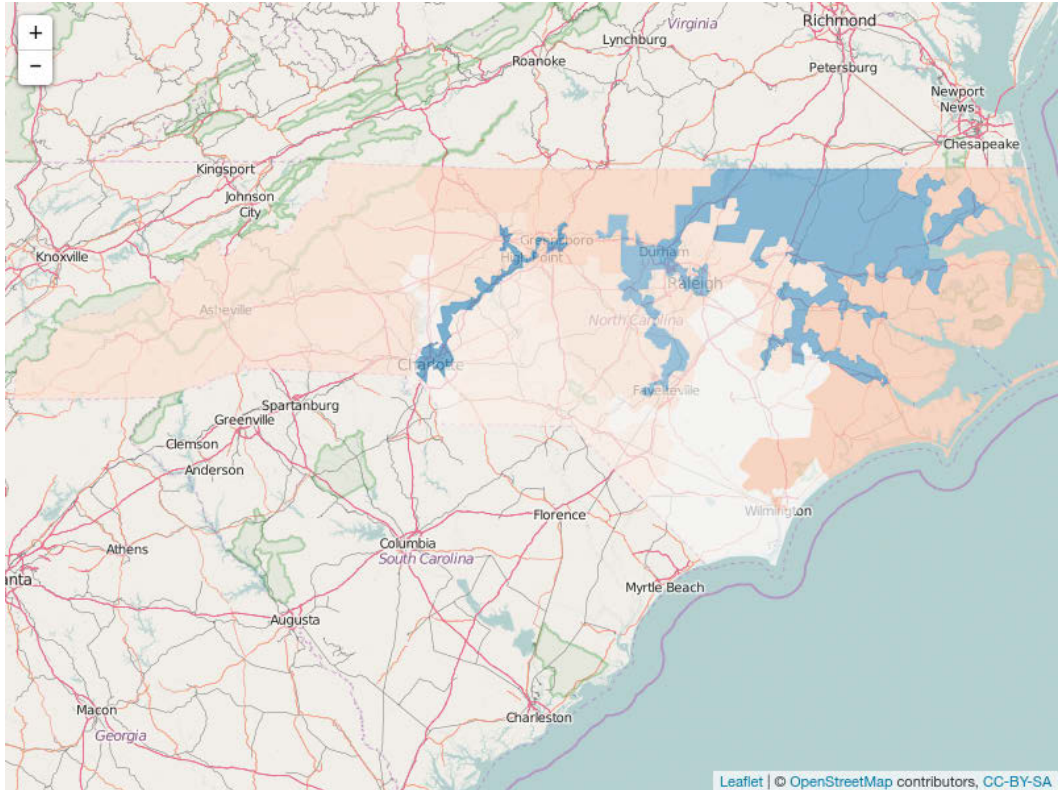 +
−
Richmond
Virginia
Lynchburg
Roanoke
Petersburg
Newport
News
Chesapeake
Kingsport
Johnson
City
Knoxville
Greensboro
High Point
Durham
Raleigh
Asheville
North Carolina
Charlotte
Fayetteville
Spartanburg
Greenville
Clemson
Anderson
Wilmington
Florence
Athens
Columbia
South Carolina
anta
Myrtle Beach
Augusta
Macon
Georgia
Charleston
Leaflet | © OpenStreetMap contributors, CC-BY-SA